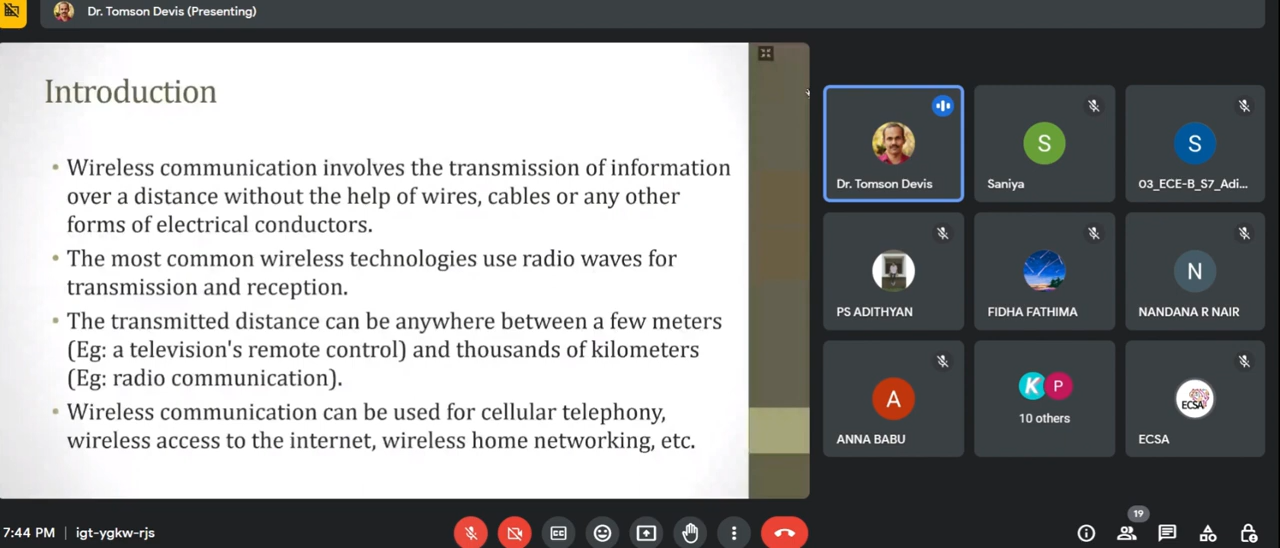 Dr. Tomson Devis (Presenting)
Introduction
• Wireless communication involves the transmission of information
over a distance without the help of wires, cables or any other
forms of electrical conductors.
• The most common wireless technologies use radio waves for
transmission and reception.
• The transmitted distance can be anywhere between a few meters
(Eg: a television's remote control) and thousands of kilometers
(Eg: radio communication).
• Wireless communication can be used for cellular telephony,
wireless access to the internet, wireless home networking, etc.
Dr. Tomson Devis
S
Saniya
S
03_ECE-B_S7_Adi...
PS ADITHYAN
FIDHA FATHIMA
N
NANDANA R NAIR
A
ANNA BABU
K P
10 others
ECSA
ECSA
7:44 PM | igt-ygkw-rjs
CC
19